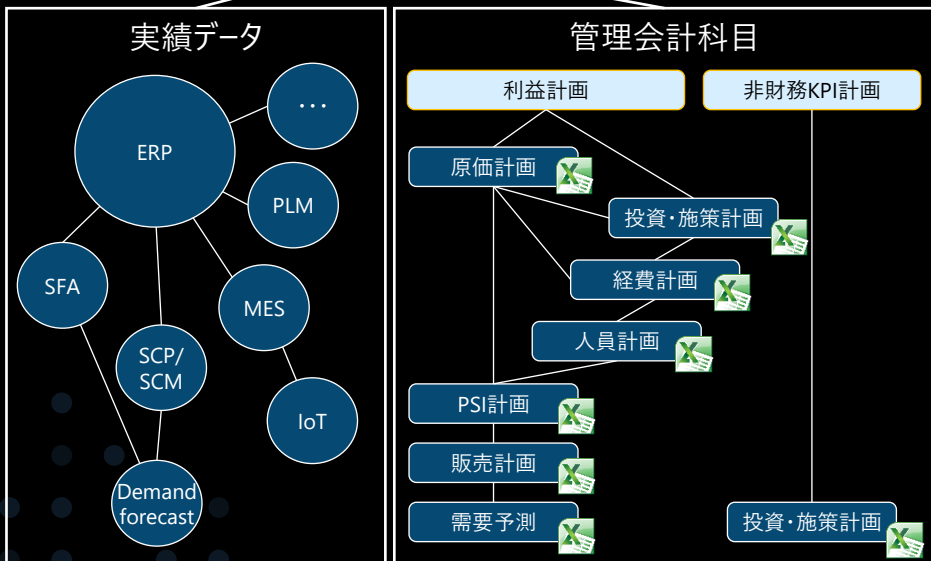 実績データ
ERP
･･･
PLM
SFA
MES
SCP/
SCM
IoT
Demand
forecast
管理会計科目
利益計画
非財務KPI計画
原価計画
投資･施策計画
経費計画
人員計画
PSI計画
販売計画
需要予測
投資･施策計画